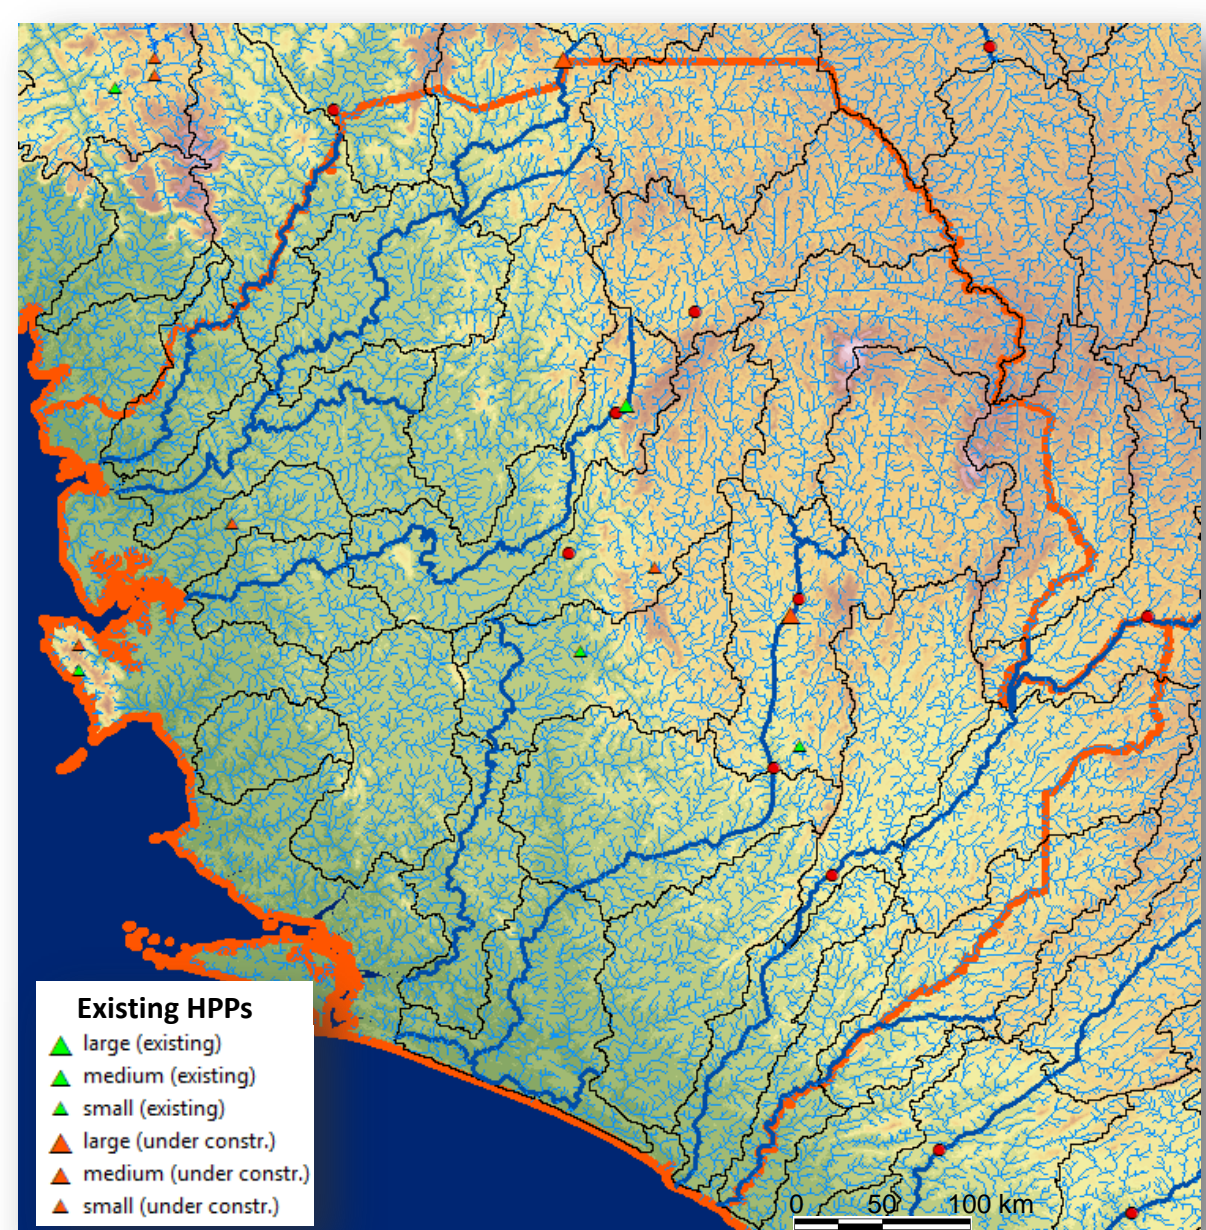 Existing HPPs
large (existing)
medium (existing)
small (existing)
large (under constr.)
medium (under constr.)
small (under constr.)
0 50 100 km